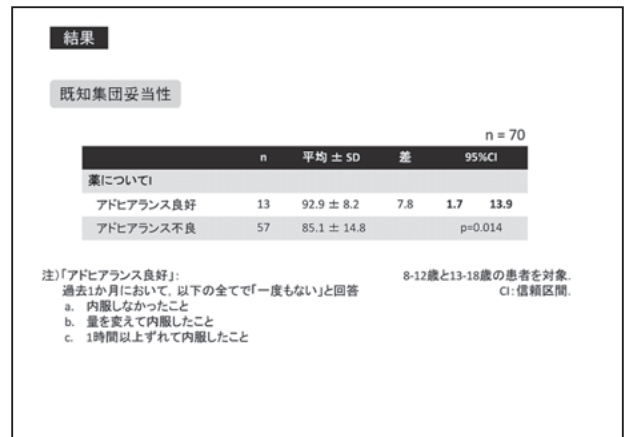 結果
既知集団妥当性
n = 70
n 平均 ± SD 差 95%CI
薬についてI
アドヒアランス良好 13 92.9 ± 8.2 7.8 1.7 13.9
アドヒアランス不良 57 85.1 ± 14.8 p=0.014
注)「アドヒアランス良好」: 8-12歳と13-18歳の患者を対象.
過去1か月において, 以下の全てで「一度もない」と回答 CI: 信頼区間.
a. 内服しなかったこと
b. 量を変えて内服したこと
c. 1時間以上ずれて内服したこと